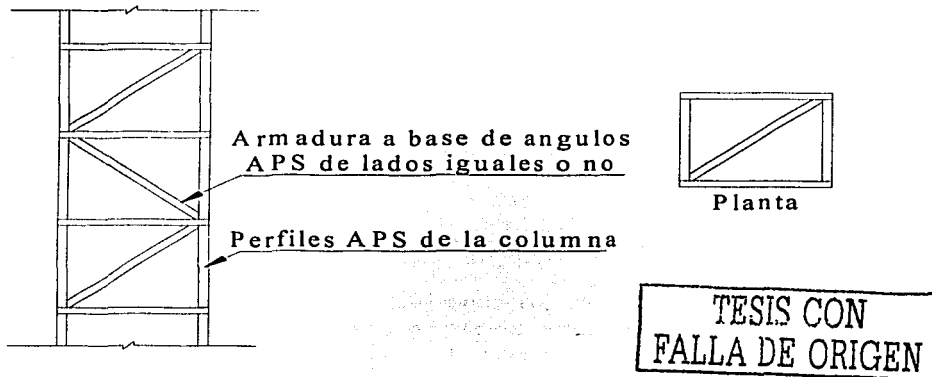 Armadura a base de angulos
APS de lados iguales o no
Perfiles APS de la columna
Planta
TESIS CON
FALLA DE ORIGEN